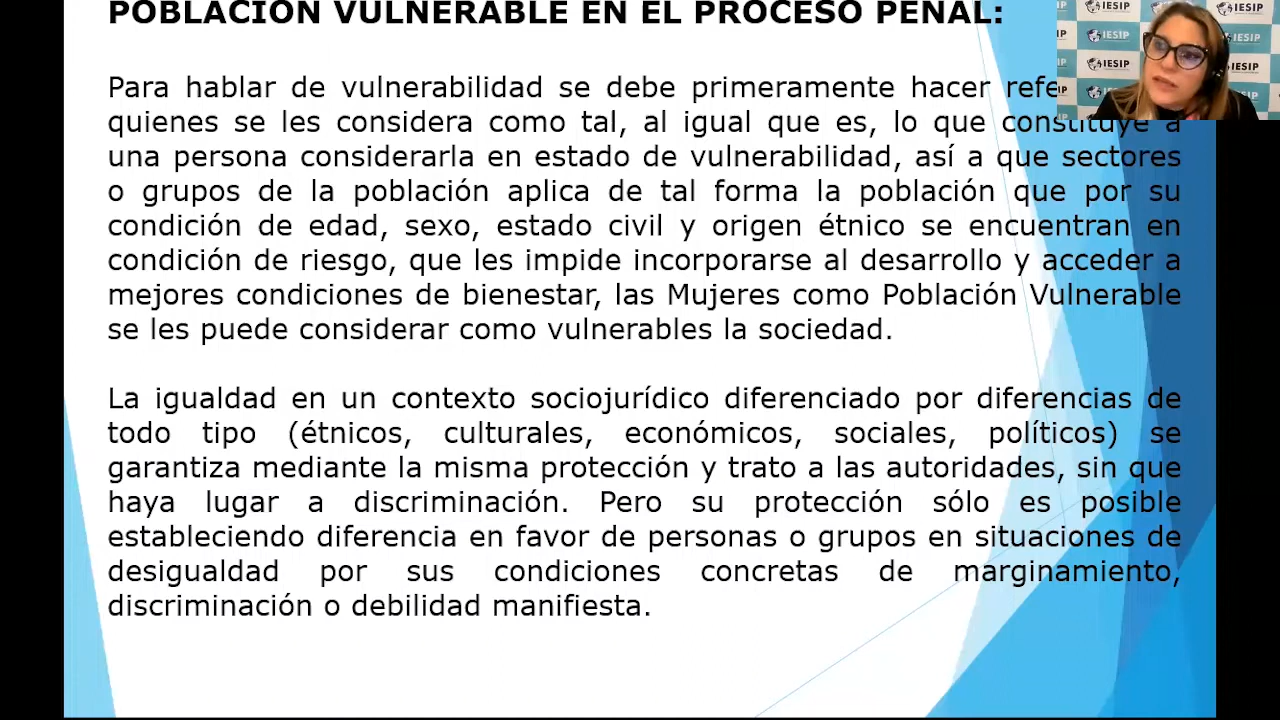 POBLACIÓN VULNERABLE EN EL PROCESO PENAL:
Para hablar de vulnerabilidad se debe primeramente hacer
quienes se les considera como tal, al igual que es, lo que constituye a
una persona considerarla en estado de vulnerabilidad, así a que sectores
o grupos de la población aplica de tal forma la población que por su
condición de edad, sexo, estado civil y origen étnico se encuentran en
condición de riesgo, que les impide incorporarse al desarrollo y acceder a
mejores condiciones de bienestar, las Mujeres como Población Vulnerable
se les puede considerar como vulnerables la sociedad.
La igualdad en un contexto sociojurídico diferenciado por diferencias de
todo tipo (étnicos, culturales, económicos, sociales, políticos) se
garantiza mediante la misma protección y trato a las autoridades, sin que
haya lugar a discriminación. Pero su protección sólo es posible
estableciendo diferencia en favor de personas o grupos en situaciones de
desigualdad por sus condiciones concretas de marginamiento,
discriminación o debilidad manifiesta.
IESIP
IESIP
IESIP
IESIP
IESIP